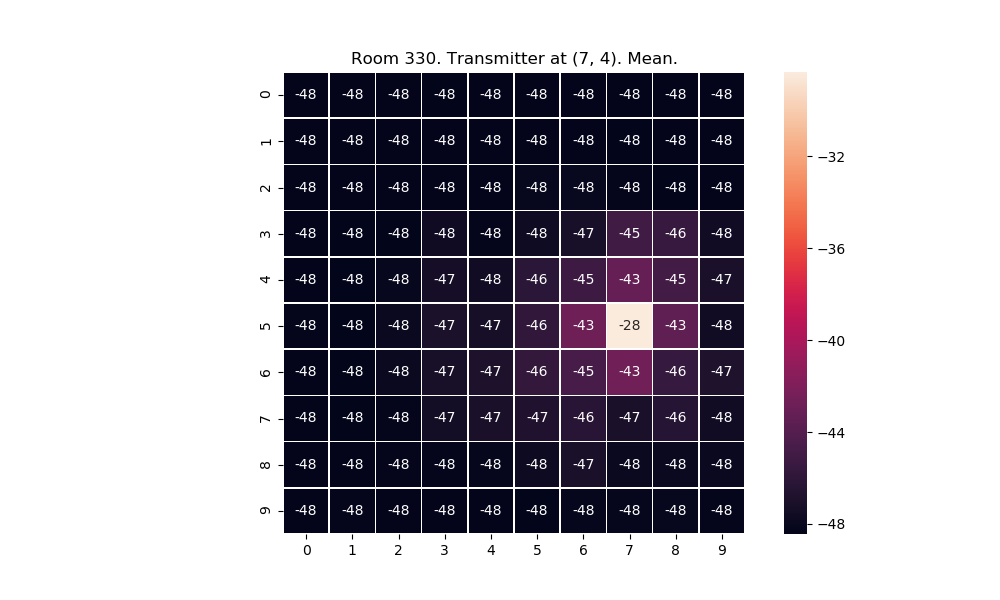 Room 330. Transmitter at (7, 4). Mean.
0 -48 -48 -48 -48 -48 -48 -48 -48 -48 -48
1 -48 -48 -48 -48 -48 -48 -48 -48 -48 -48
−32
2 -48 -48 -48 -48 -48 -48 -48 -48 -48 -48
3 -48 -48 -48 -48 -48 -48 -47 -45 -46 -48
−36
4 -48 -48 -48 -47 -48 -46 -45 -43 -45 -47
5 -48 -48 -48 -47 -47 -46 -43 -28 -43 -48
−40
6 -48 -48 -48 -47 -47 -46 -45 -43 -46 -47
7 -48 -48 -48 -47 -47 -47 -46 -47 -46 -48
−44
8 -48 -48 -48 -48 -48 -48 -47 -48 -48 -48
9 -48 -48 -48 -48 -48 -48 -48 -48 -48 -48
−48
0 1 2 3 4 5 6 7 8 9